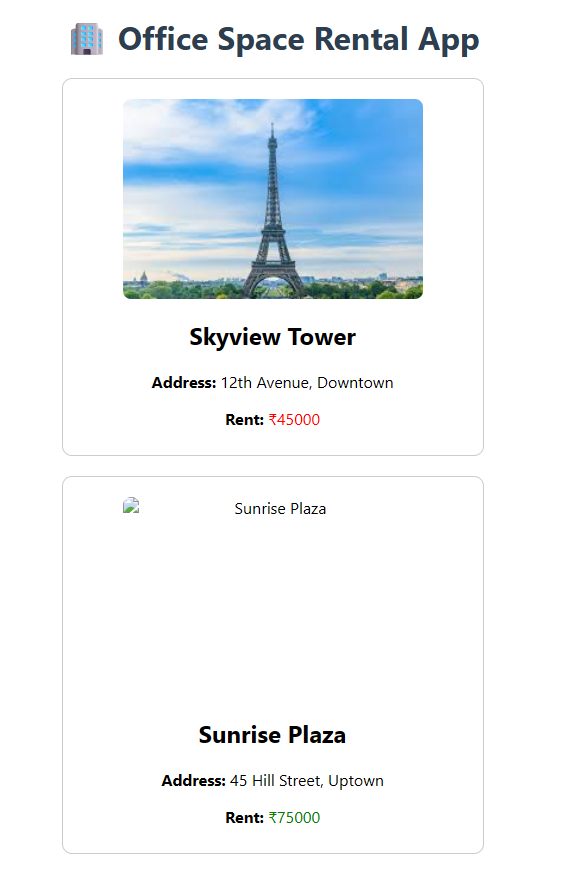 Office Space Rental App
Skyview Tower
Address: 12th Avenue, Downtown
Rent: ₹45000
Sunrise Plaza
Sunrise Plaza
Address: 45 Hill Street, Uptown
Rent: ₹75000